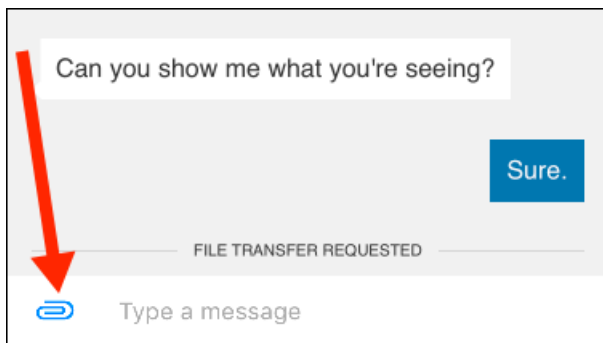 Can you show me what you're seeing?
Sure.
FILE TRANSFER REQUESTED
Type a message